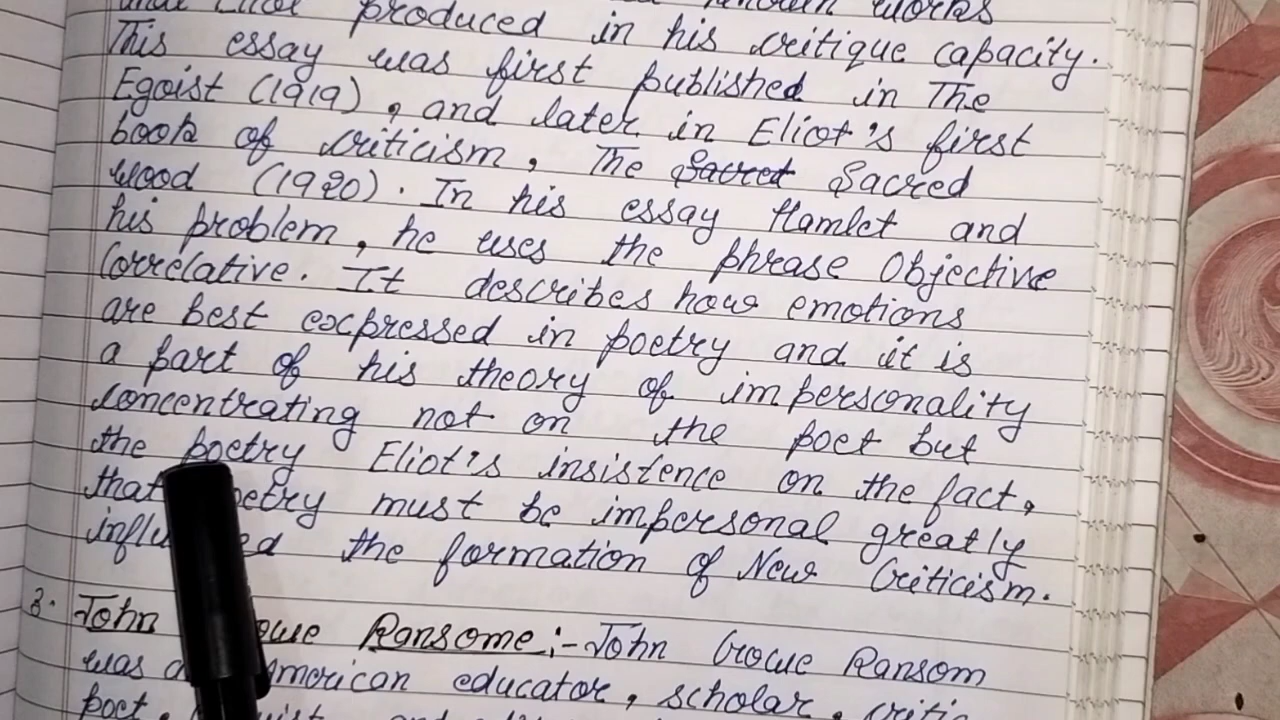 produced in his critique capacity.
This essay was first published in The
Egoist (1919), and later in Eliot's first
book of criticism, The Sacred Sacred
wood (1920). In his essay Hamlet and
his problem, he uses the phrase Objective
Correlative. It describes how emotions
are best expressed in poetry and it is
a part of his theory of impersonality
concentrating not on the poet but
the poetry Eliot's insistence on the fact,
that poetry must be impersonal greatly
the formation of New Criticism.
3. John Ransome :- John Crowe Ransom
was American educator, scholar, critic
poet,